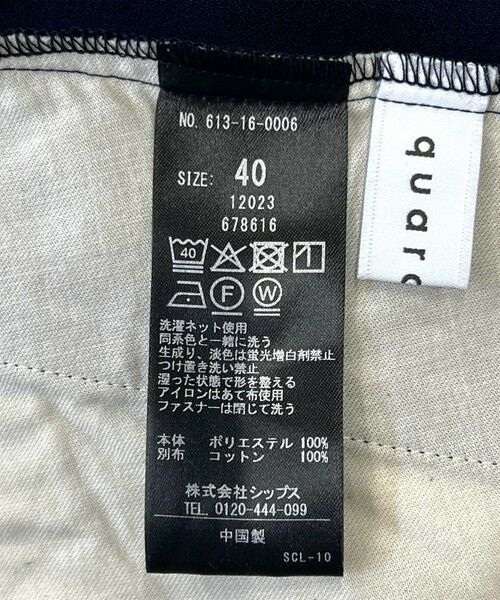 NO. 613-16-0006
SIZE: 40
12023
678616
40
F W
洗濯ネット使用
同系色と一緒に洗う
生成り、淡色は蛍光増白剤禁止
つけ置き洗い禁止
湿った状態で形を整える
アイロンはあて布使用
ファスナーは閉じて洗う
本体 ポリエステル 100%
別布 コットン 100%
株式会社シップス
TEL. 0120-444-099
中国製
SCL-10
quar